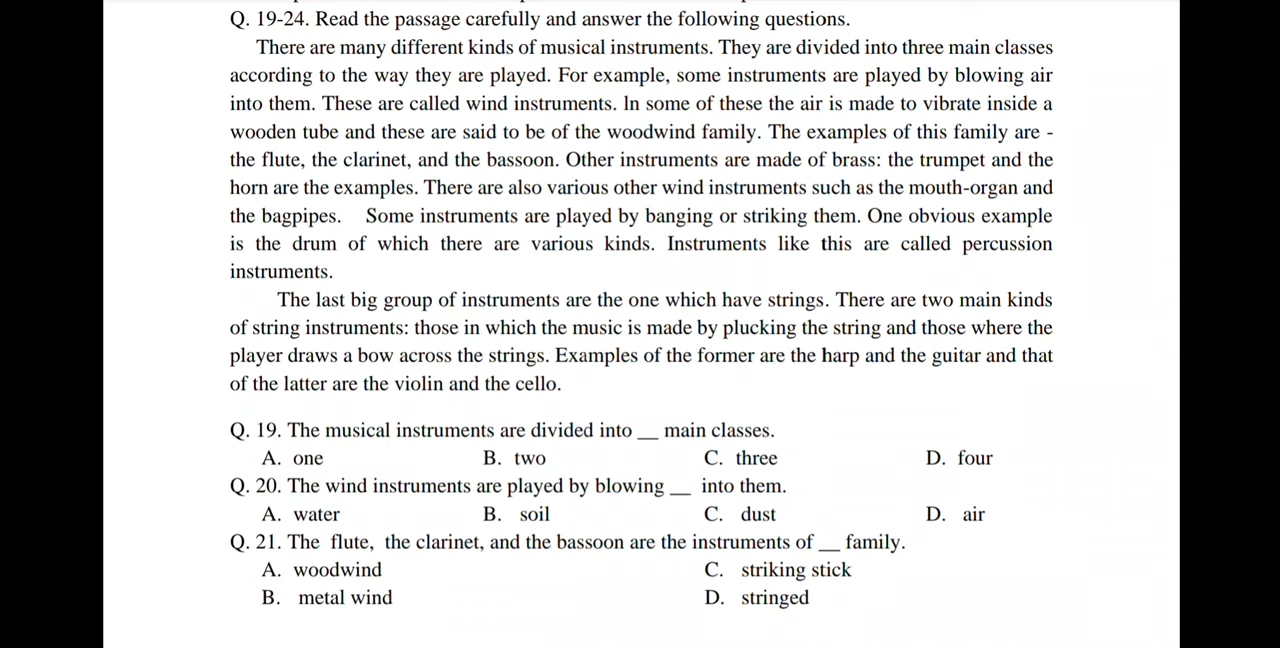 Q. 19-24. Read the passage carefully and answer the following questions.
There are many different kinds of musical instruments. They are divided into three main classes
according to the way they are played. For example, some instruments are played by blowing air
into them. These are called wind instruments. In some of these the air is made to vibrate inside a
wooden tube and these are said to be of the woodwind family. The examples of this family are -
the flute, the clarinet, and the bassoon. Other instruments are made of brass: the trumpet and the
horn are the examples. There are also various other wind instruments such as the mouth-organ and
the bagpipes. Some instruments are played by banging or striking them. One obvious example
is the drum of which there are various kinds. Instruments like this are called percussion
instruments.
The last big group of instruments are the one which have strings. There are two main kinds
of string instruments: those in which the music is made by plucking the string and those where the
player draws a bow across the strings. Examples of the former are the harp and the guitar and that
of the latter are the violin and the cello.
Q. 19. The musical instruments are divided into __ main classes.
A. one B. two C. three D. four
Q. 20. The wind instruments are played by blowing __ into them.
A. water B. soil C. dust D. air
Q. 21. The flute, the clarinet, and the bassoon are the instruments of __ family.
A. woodwind C. striking stick
B. metal wind D. stringed